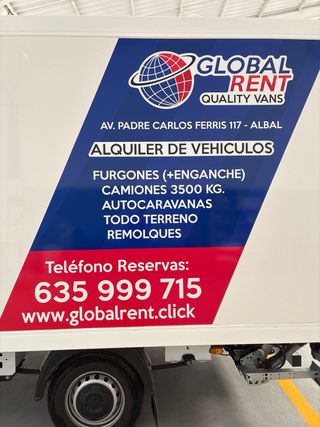 GLOBAL
RENT
QUALITY VANS
AV. PADRE CARLOS FERRIS 117 - ALBAL
ALQUILER DE VEHICULOS
FURGONES (+ENGANCHE)
CAMIONES 3500 KG.
AUTOCARAVANAS
TODO TERRENO
REMOLQUES
Teléfono Reservas:
635 999 715
www.globalrent.click